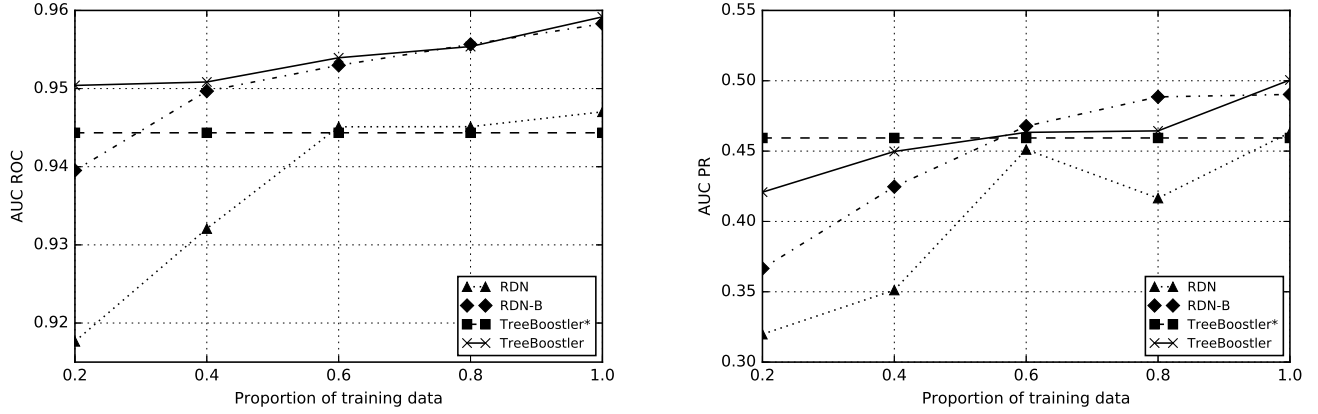 0.96
0.95
0.94
0.93
0.92
AUC ROC
0.2 0.4 0.6 0.8 1.0
Proportion of training data
RDN
RDN-B
TreeBoostler*
TreeBoostler
0.55
0.50
0.45
0.40
0.35
0.30
AUC PR
0.2 0.4 0.6 0.8 1.0
Proportion of training data
RDN
RDN-B
TreeBoostler*
TreeBoostler